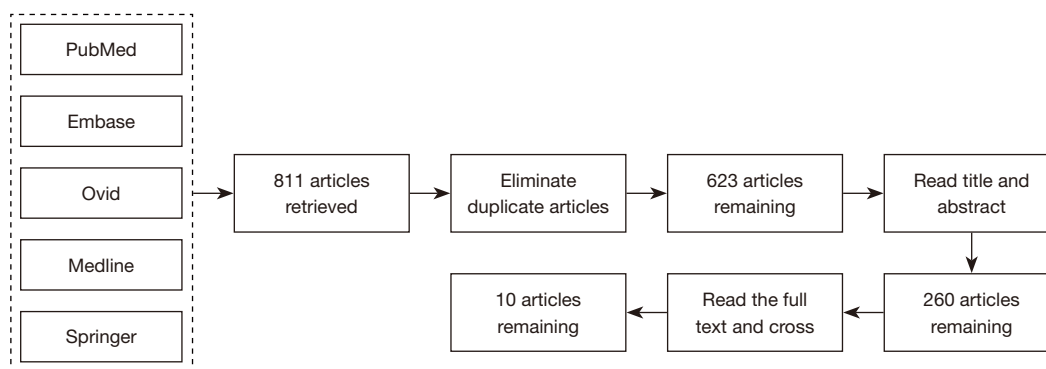 PubMed
Embase
Ovid
Medline
Springer
811 articles
retrieved
Eliminate
duplicate articles
623 articles
remaining
Read title and
abstract
260 articles
remaining
Read the full
text and cross
10 articles
remaining